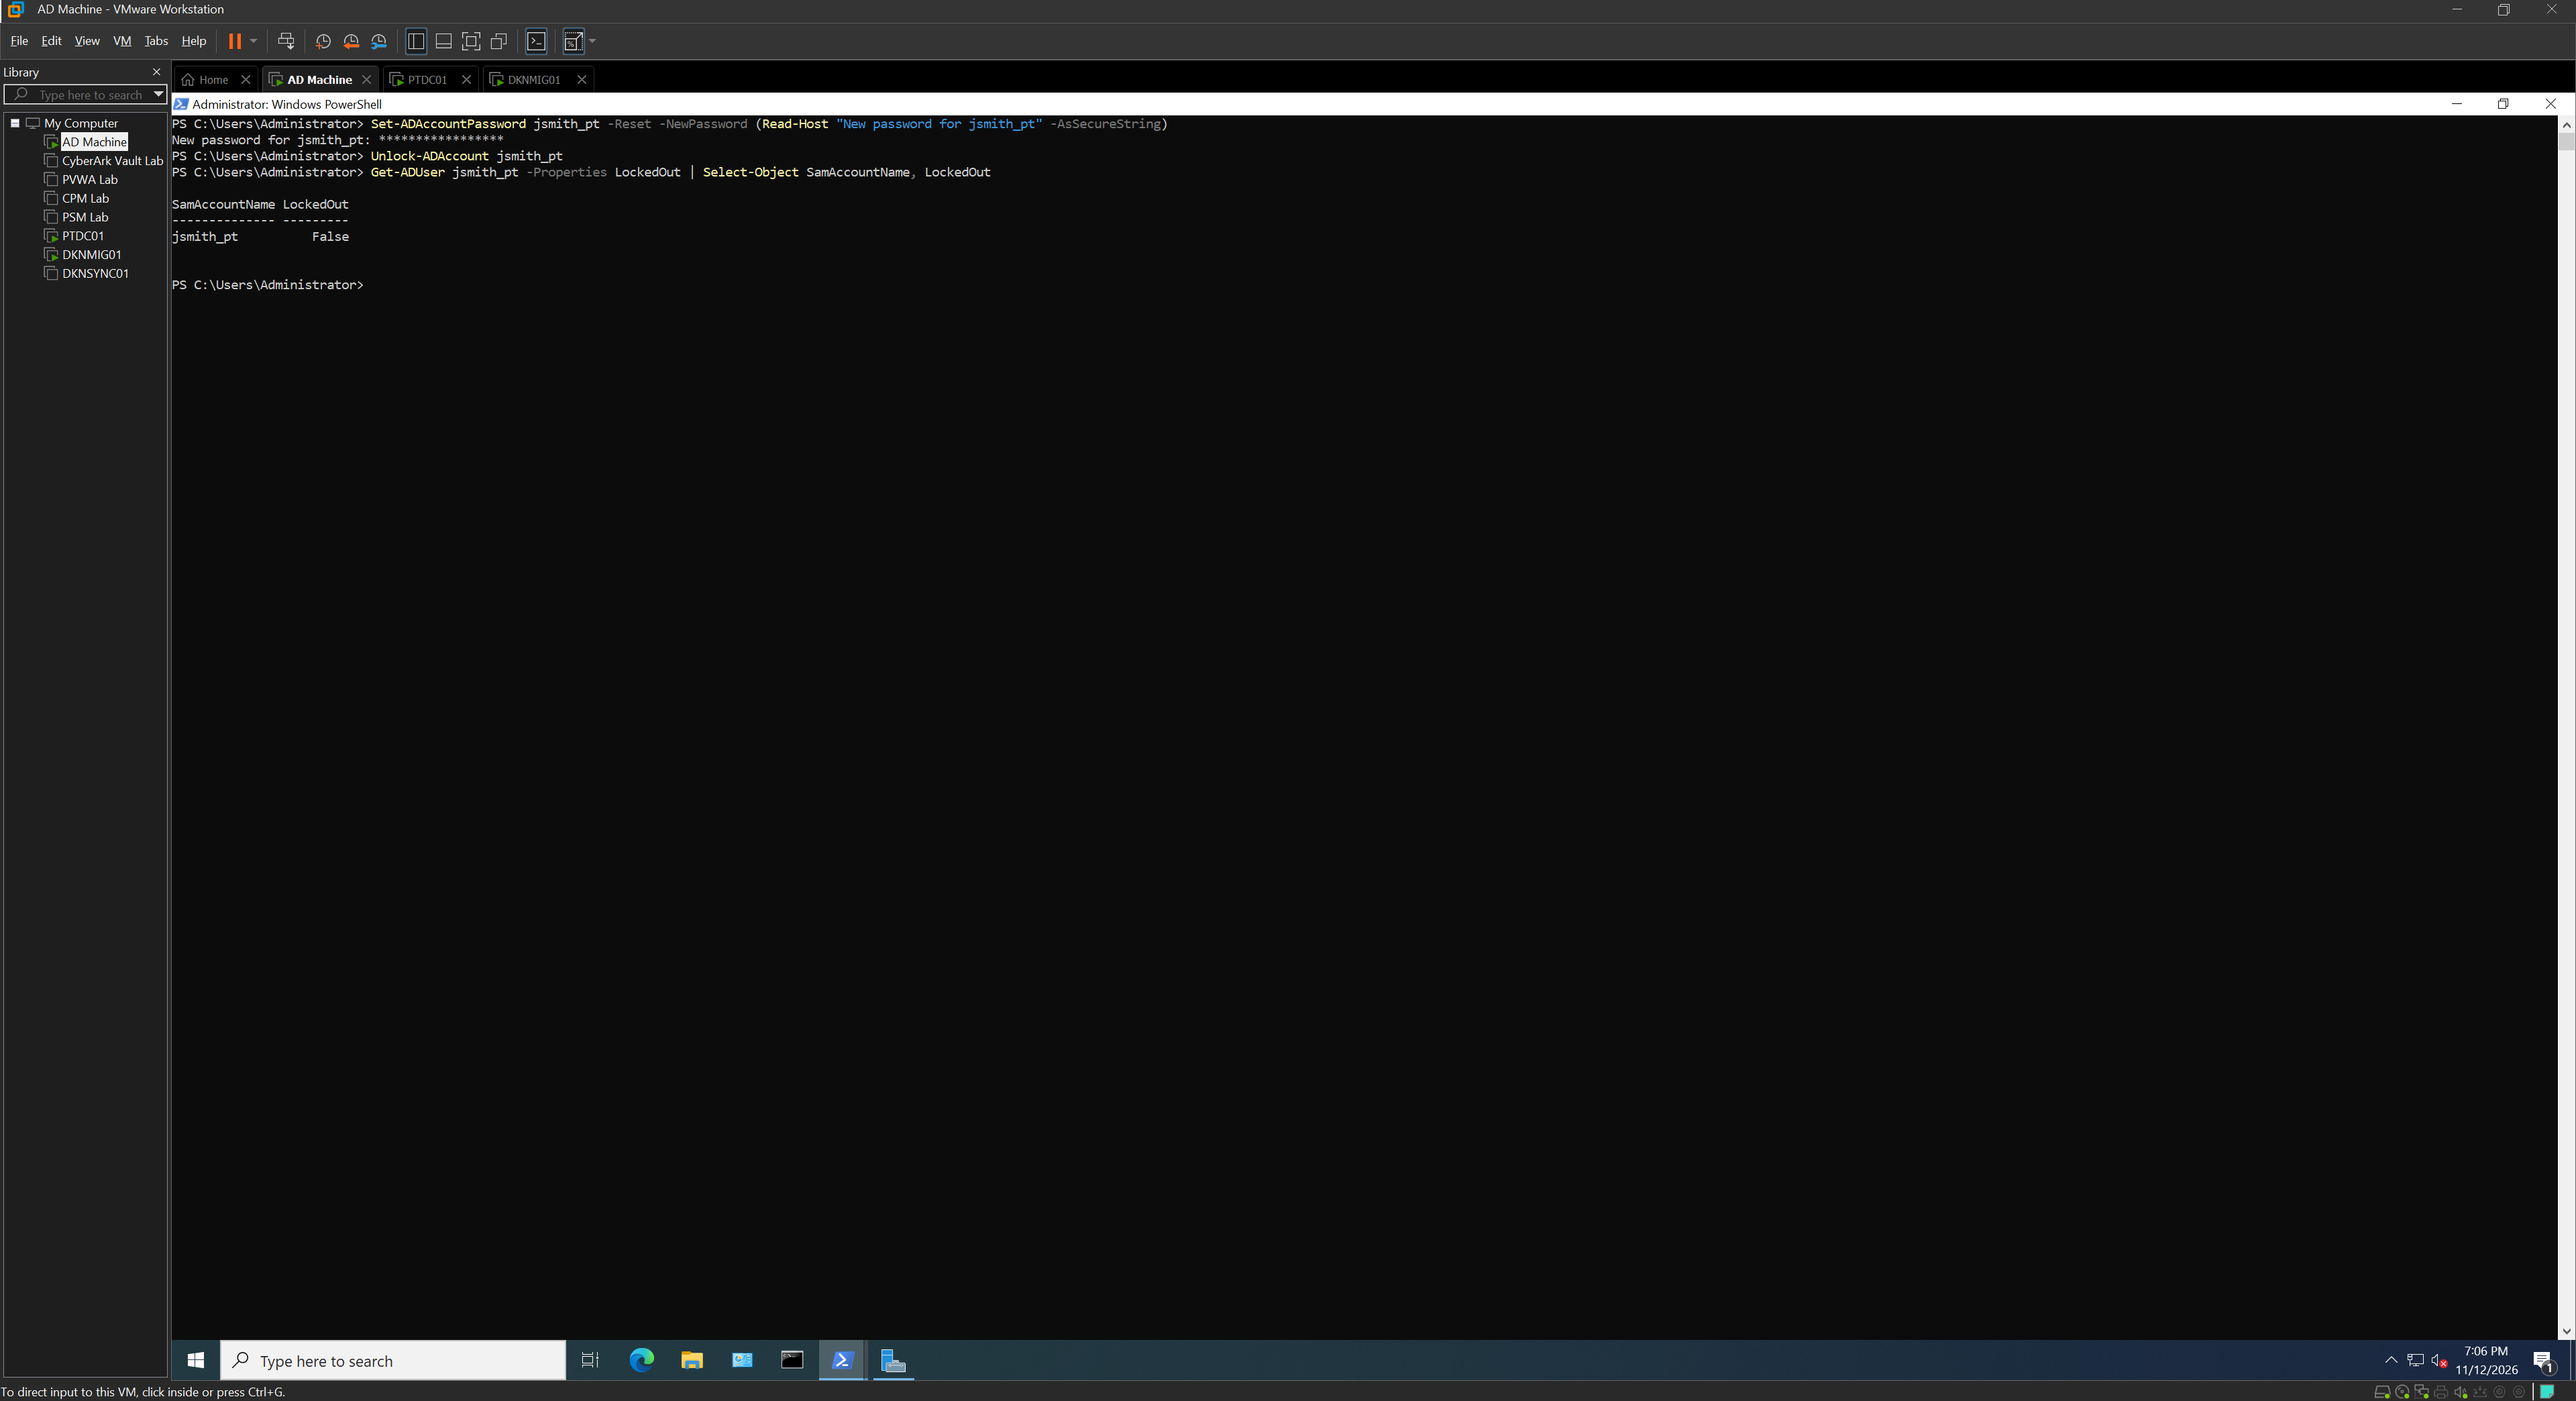 AD Machine - VMware Workstation
File Edit View VM Tabs Help
Library
Type here to search
My Computer
AD Machine
CyberArk Vault Lab
PVWA Lab
CPM Lab
PSM Lab
PTDC01
DKNMIG01
DKNSYNC01
Home AD Machine PTDC01 DKNMIG01
Administrator: Windows PowerShell
PS C:\Users\Administrator> Set-ADAccountPassword jsmith_pt -Reset -NewPassword (Read-Host "New password for jsmith_pt" -AsSecureString)
New password for jsmith_pt: *****************
PS C:\Users\Administrator> Unlock-ADAccount jsmith_pt
PS C:\Users\Administrator> Get-ADUser jsmith_pt -Properties LockedOut | Select-Object SamAccountName, LockedOut
SamAccountName LockedOut
-------------- ---------
jsmith_pt          False
PS C:\Users\Administrator>
Type here to search
7:06 PM
11/12/2026
1
To direct input to this VM, click inside or press Ctrl+G.